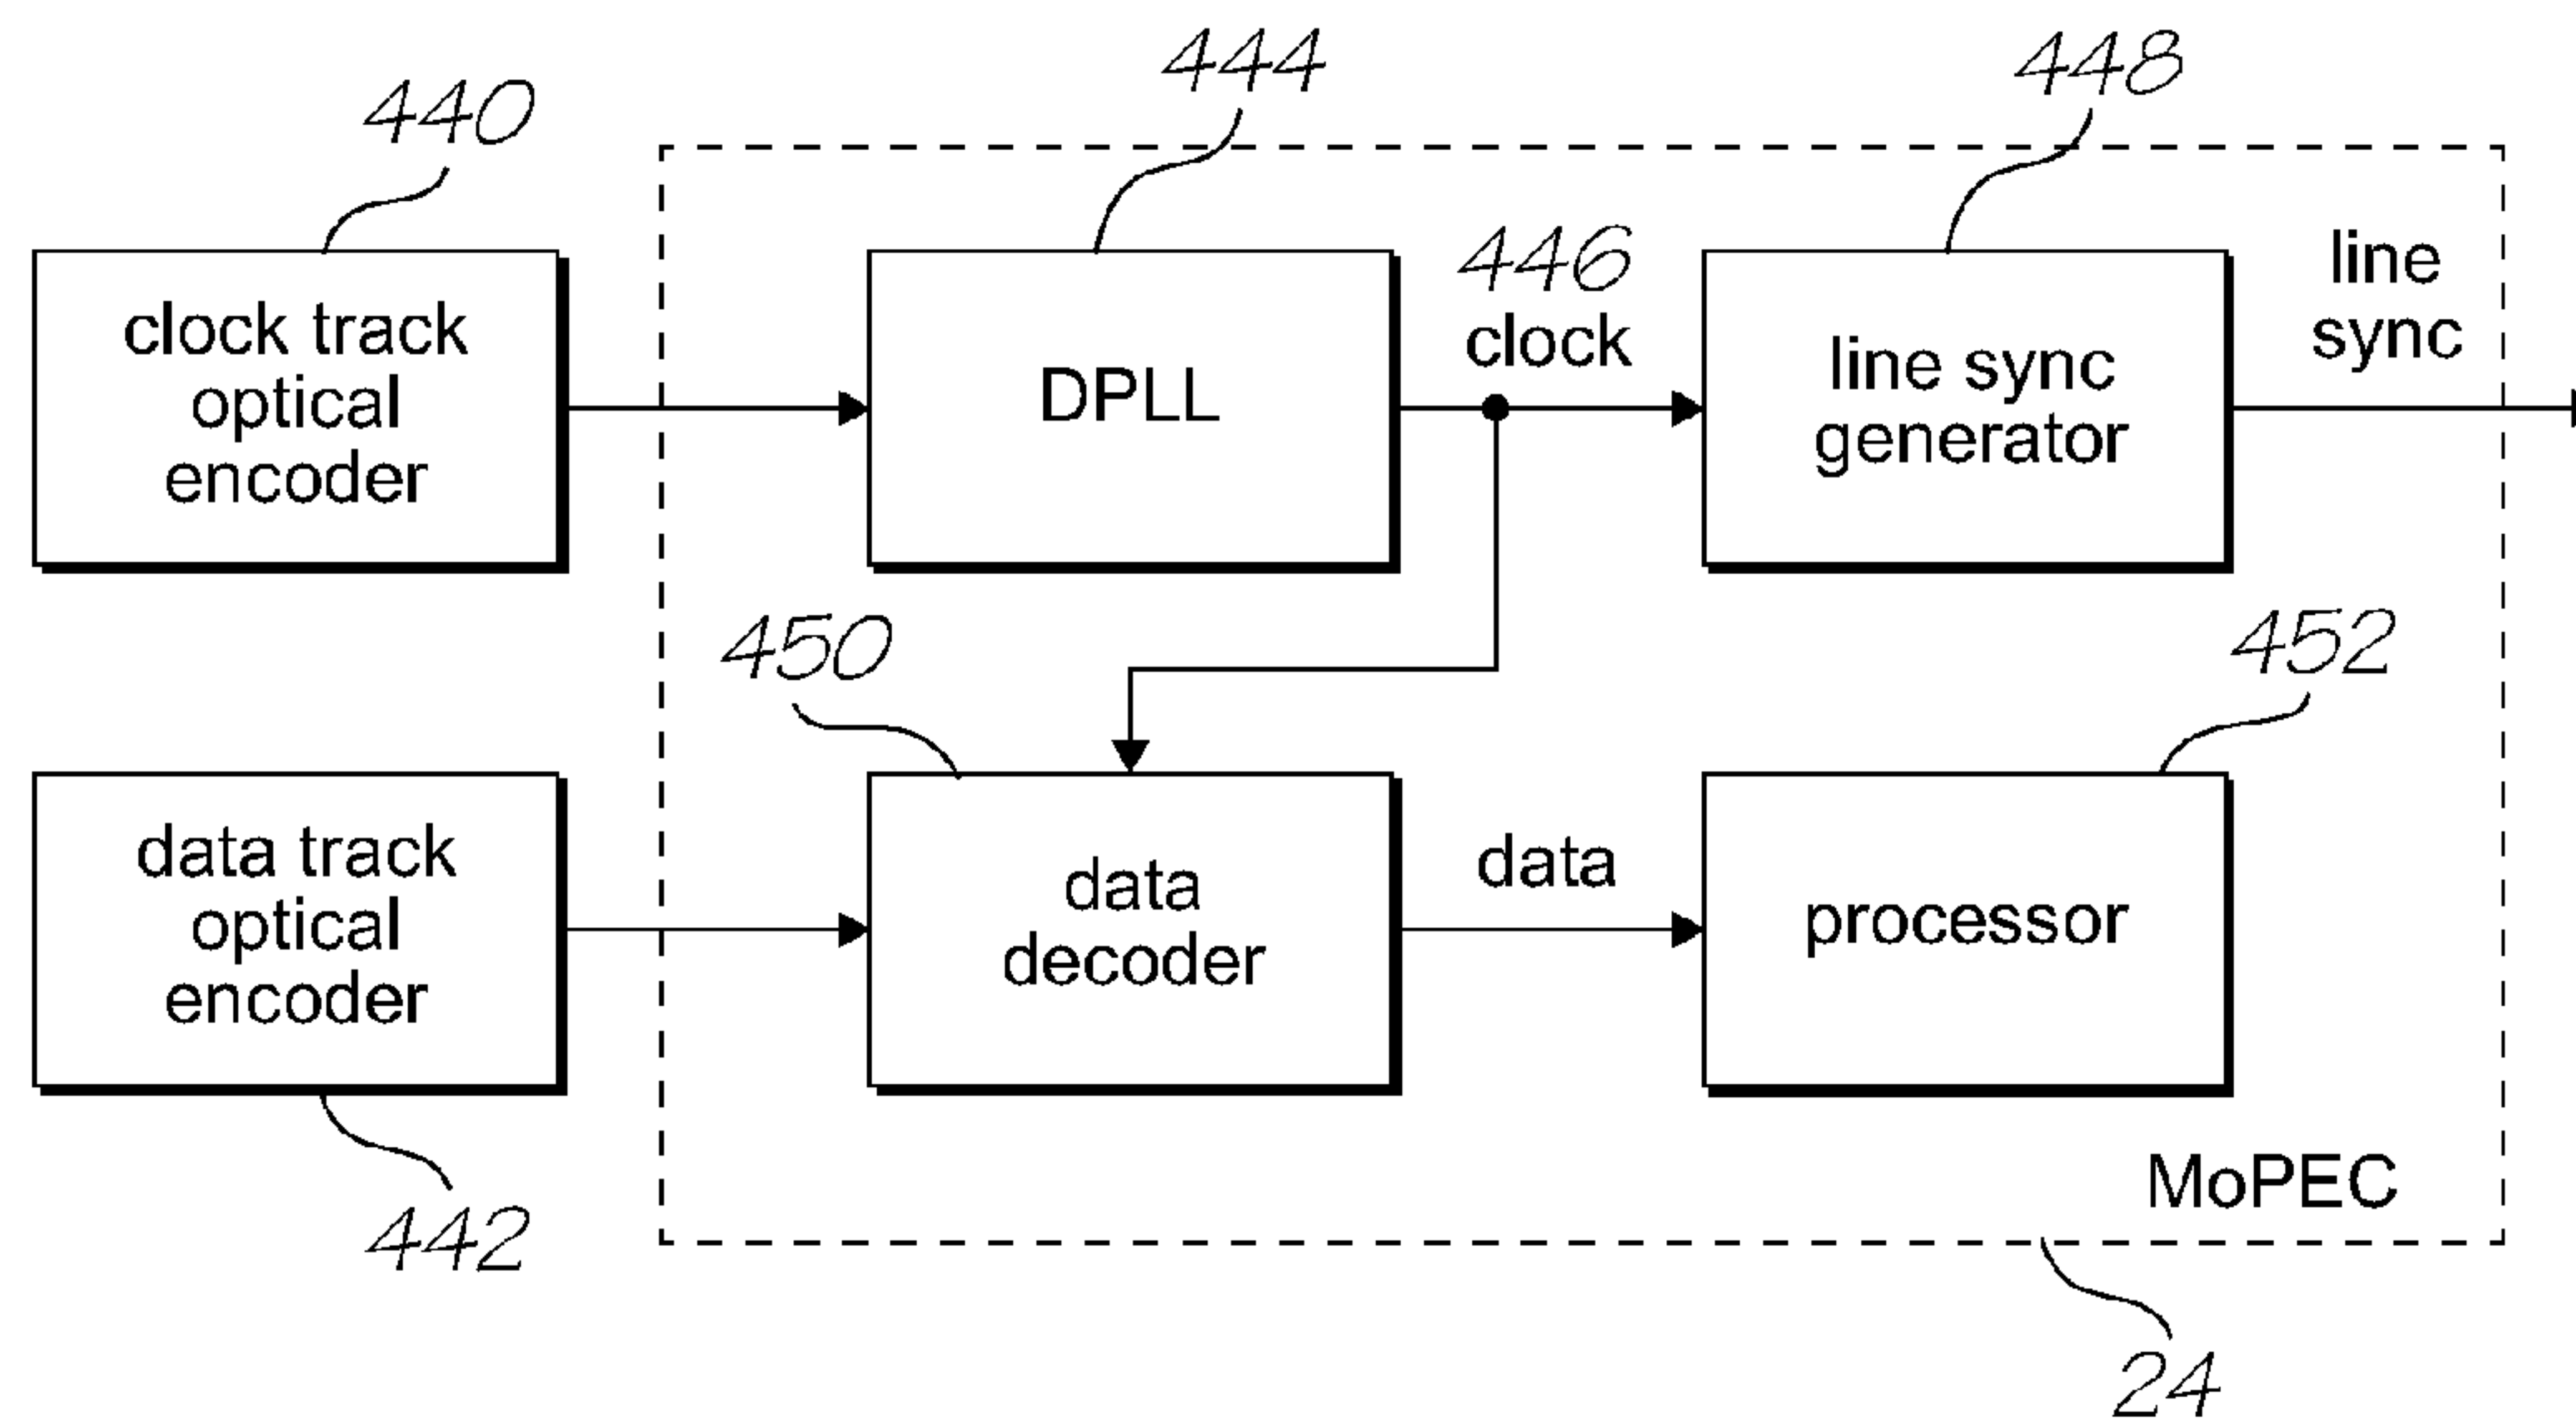 440
444
448
clock track
optical
encoder
DPLL
446
clock
line sync
generator
line
sync
450
452
data track
optical
encoder
data
decoder
data
processor
442
MoPEC
24